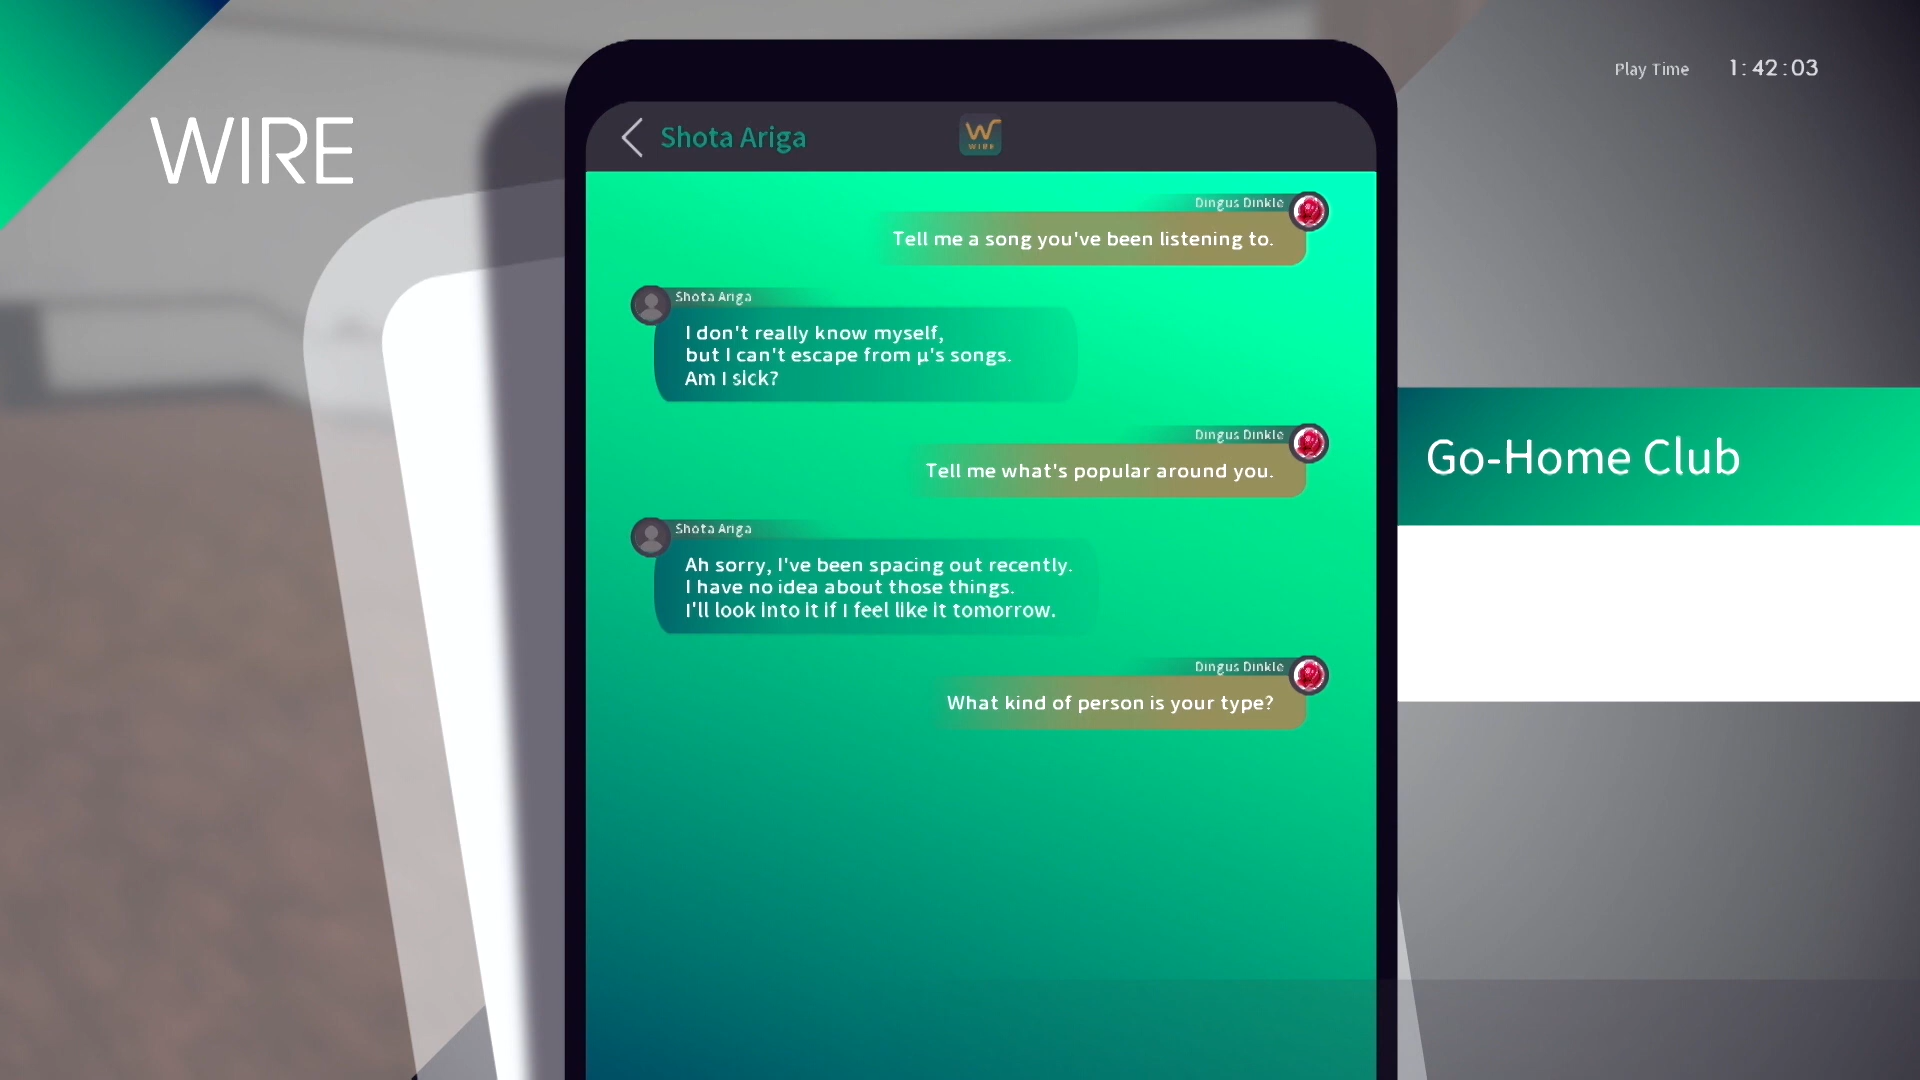 WIRE
Play Time 1:42:03
Shota Ariga
W
WIRE
Dingus Dinkle
Tell me a song you've been listening to.
Shota Ariga
I don't really know myself,
but I can't escape from μ's songs.
Am I sick?
Dingus Dinkle
Tell me what's popular around you.
Shota Ariga
Ah sorry, I've been spacing out recently.
I have no idea about those things.
I'll look into it if I feel like it tomorrow.
Dingus Dinkle
What kind of person is your type?
Go-Home Club